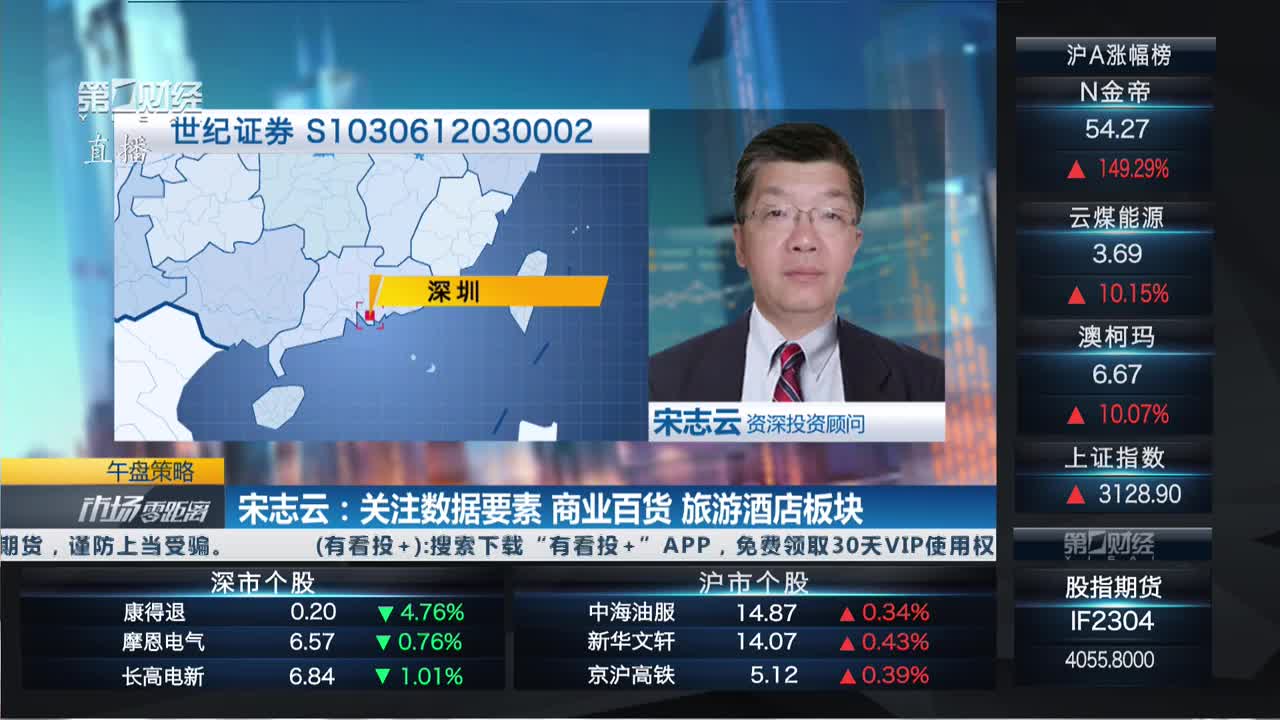 第一财经
YICAI
直播
世纪证券 S1030612030002
深圳
宋志云 资深投资顾问
午盘策略
市场零距离
宋志云：关注数据要素 商业百货 旅游酒店板块
期货，谨防上当受骗。 (有看投+):搜索下载“有看投+”APP，免费领取30天VIP使用权
深市个股
康得退 0.20 ▼4.76%
摩恩电气 6.57 ▼0.76%
长高电新 6.84 ▼1.01%
沪市个股
中海油服 14.87 ▲0.34%
新华文轩 14.07 ▲0.43%
京沪高铁 5.12 ▲0.39%
沪A涨幅榜
N金帝
54.27
▲ 149.29%
云煤能源
3.69
▲ 10.15%
澳柯玛
6.67
▲ 10.07%
上证指数
▲ 3128.90
第一财经
YICAI
股指期货
IF2304
4055.8000